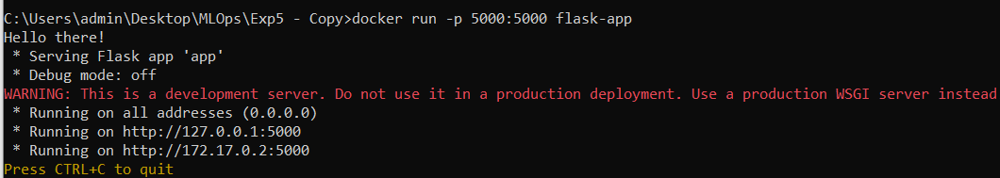 C:\Users\admin\Desktop\MLOps\Exp5 - Copy>docker run -p 5000:5000 flask-app
Hello there!
 * Serving Flask app 'app'
 * Debug mode: off
WARNING: This is a development server. Do not use it in a production deployment. Use a production WSGI server instead
 * Running on all addresses (0.0.0.0)
 * Running on http://127.0.0.1:5000
 * Running on http://172.17.0.2:5000
Press CTRL+C to quit